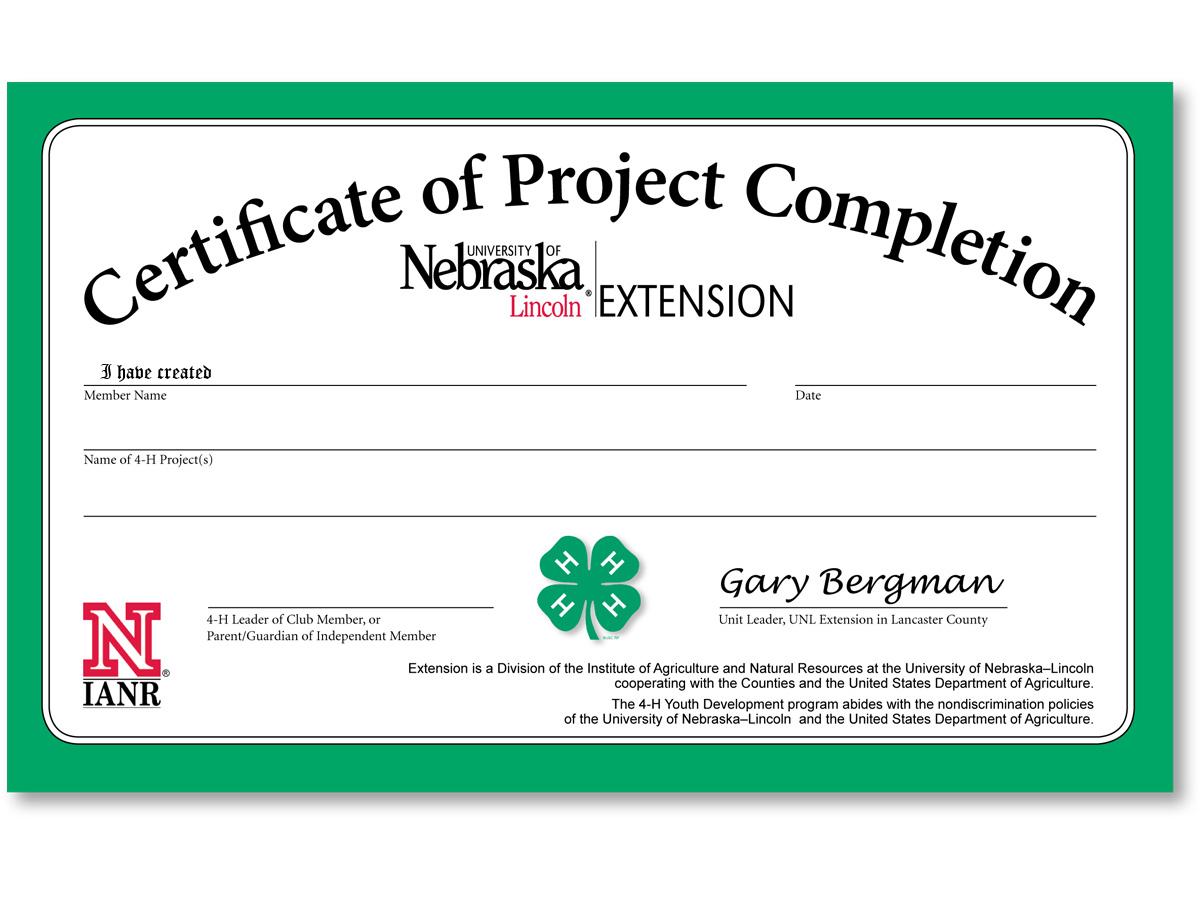 Certificate of Project Completion
UNIVERSITY OF
Nebraska®
Lincoln
EXTENSION
I have created
Member Name
Date
Name of 4-H Project(s)
H H
H H
Gary Bergman
4-H Leader of Club Member, or
Parent/Guardian of Independent Member
Unit Leader, UNL Extension in Lancaster County
N®
IANR
Extension is a Division of the Institute of Agriculture and Natural Resources at the University of Nebraska–Lincoln
cooperating with the Counties and the United States Department of Agriculture.
The 4-H Youth Development program abides with the nondiscrimination policies
of the University of Nebraska–Lincoln and the United States Department of Agriculture.